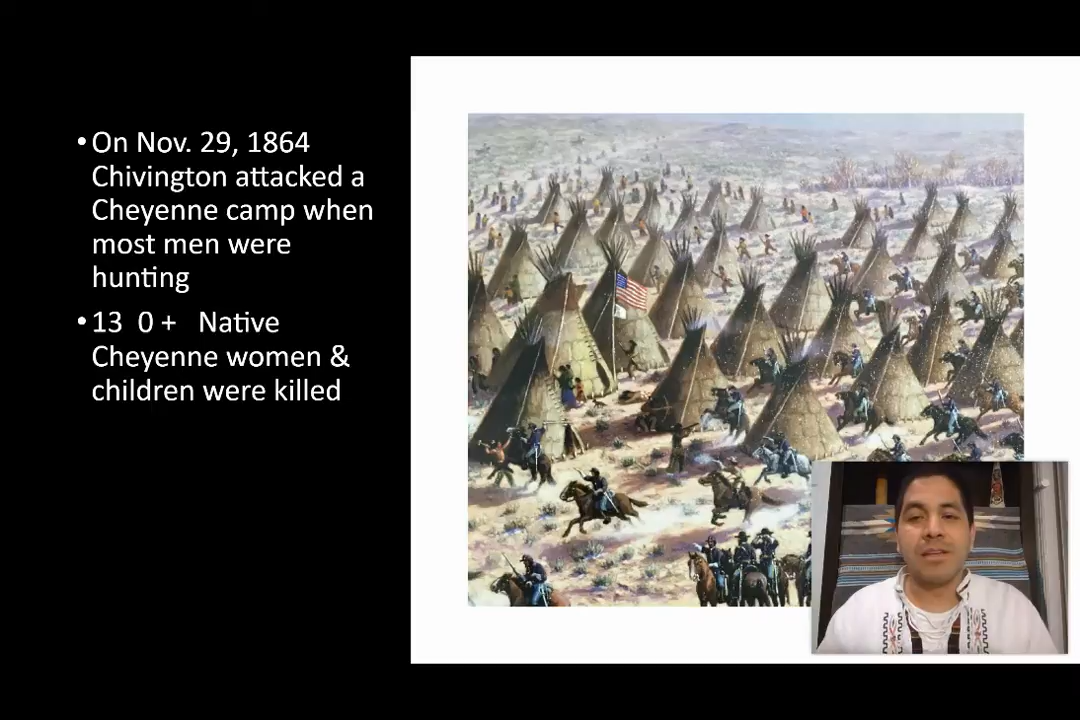 •On Nov. 29, 1864
Chivington attacked a
Cheyenne camp when
most men were
hunting
•13 0 + Native
Cheyenne women &
children were killed